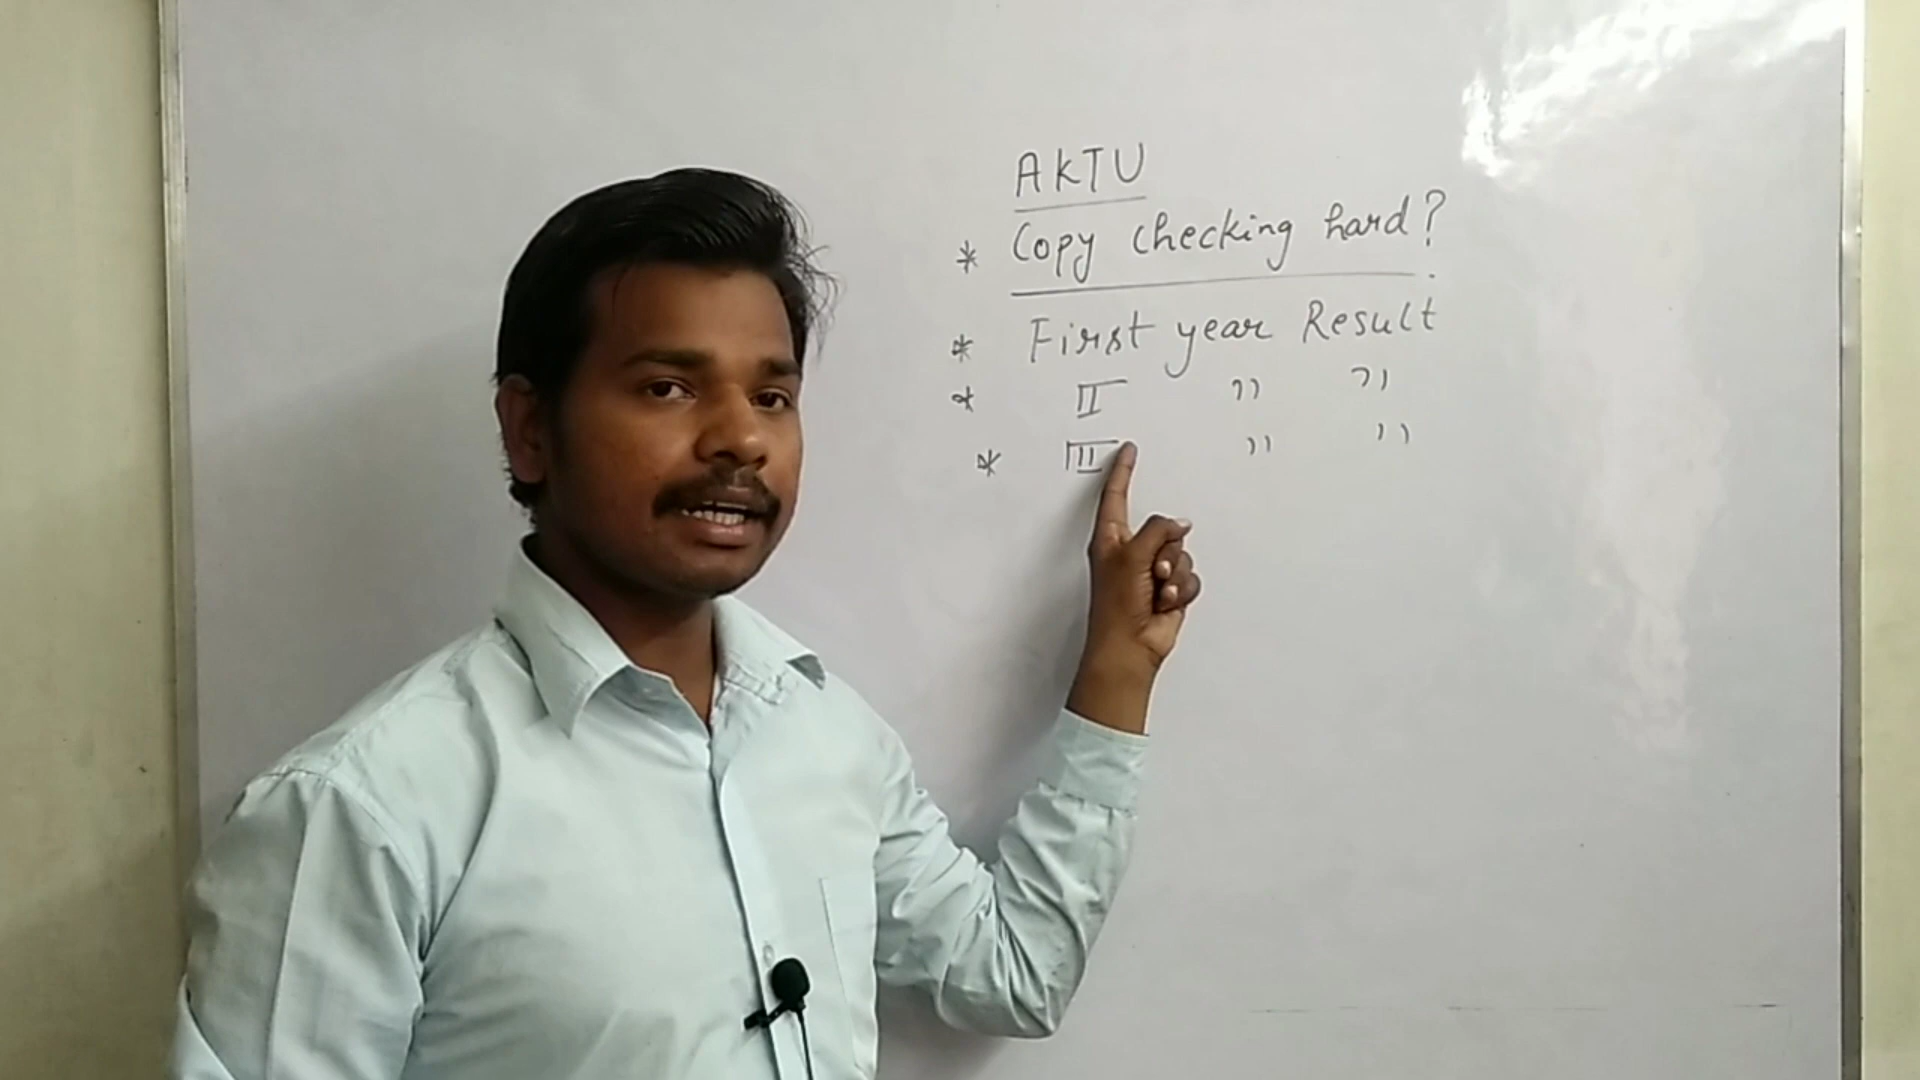 AKTU
* Copy checking hard?
* First year Result
* II " "
* III " "